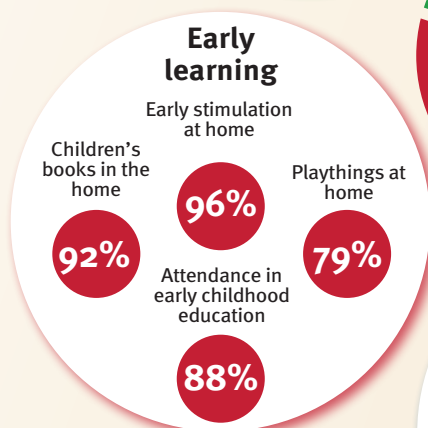 Early
learning
Early stimulation
at home
96%
Children's
books in the
home
92%
Playthings at
home
79%
Attendance in
early childhood
education
88%